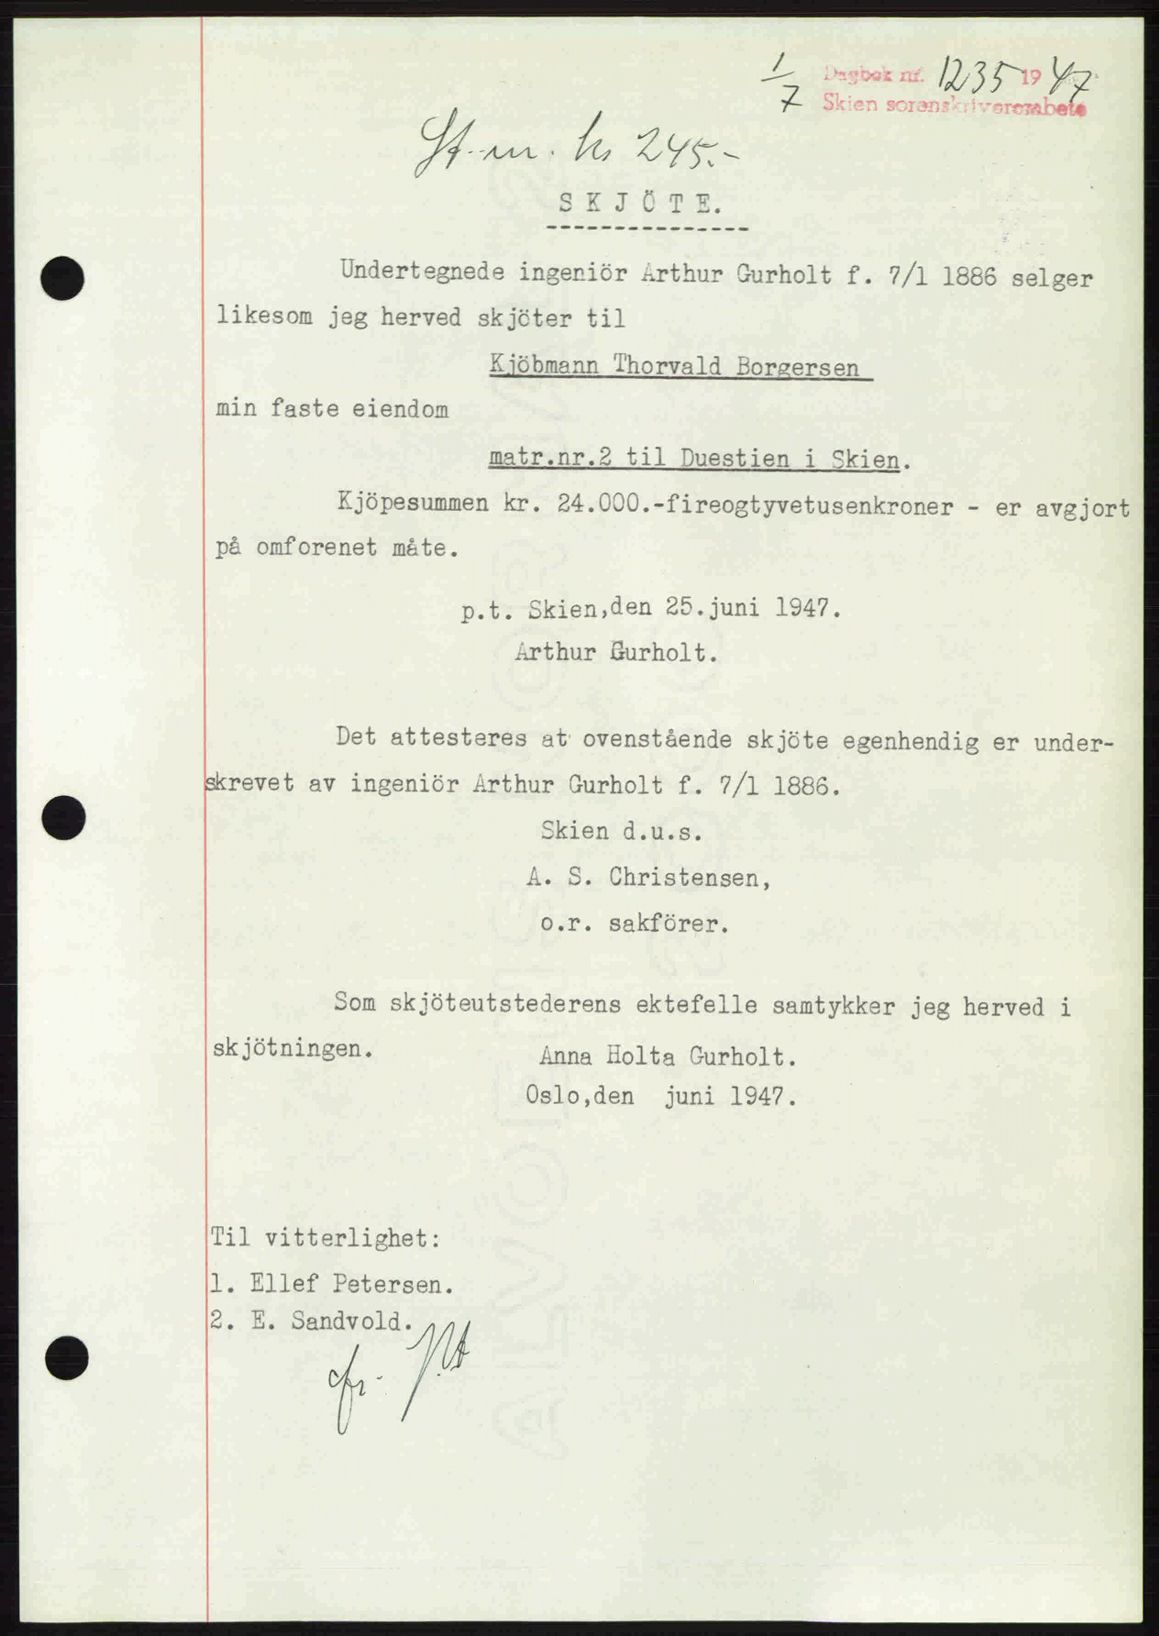 1/7 Dagbok nr. 1235 1947
Skien sorenskriverembete
St.m. kr 245.-
SKJÖTE.
Undertegnede ingeniör Arthur Gurholt f. 7/1 1886 selger
likesom jeg herved skjöter til
Kjöbmann Thorvald Borgersen
min faste eiendom
matr.nr.2 til Duestien i Skien.
Kjöpesummen kr. 24.000.-fireogtyvetusenkroner - er avgjort
på omforenet måte.
p.t. Skien,den 25.juni 1947.
Arthur Gurholt.
Det attesteres at ovenstående skjöte egenhendig er under-
skrevet av ingeniör Arthur Gurholt f. 7/1 1886.
Skien d.u.s.
A. S. Christensen,
o.r. sakförer.
Som skjöteutstederens ektefelle samtykker jeg herved i
skjötningen.
Anna Holta Gurholt.
Oslo,den juni 1947.
Til vitterlighet:
1. Ellef Petersen.
2. E. Sandvold.